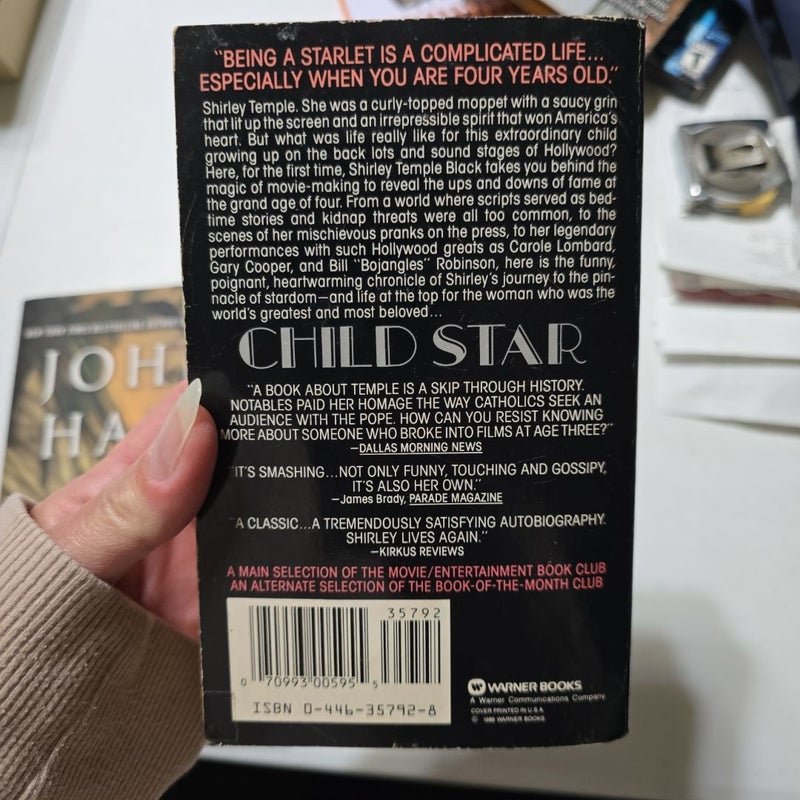 "BEING A STARLET IS A COMPLICATED LIFE...
ESPECIALLY WHEN YOU ARE FOUR YEARS OLD."
Shirley Temple. She was a curly-topped moppet with a saucy grin
that lit up the screen and an irrepressible spirit that won America's
heart. But what was life really like for this extraordinary child
growing up on the back lots and sound stages of Hollywood?
Here, for the first time, Shirley Temple Black takes you behind the
magic of movie-making to reveal the ups and downs of fame at
the grand age of four. From a world where scripts served as bed-
time stories and kidnap threats were all too common, to the
scenes of her mischievous pranks on the press, to her legendary
performances with such Hollywood greats as Carole Lombard,
Gary Cooper, and Bill "Bojangles" Robinson, here is the funny,
poignant, heartwarming chronicle of Shirley's journey to the pin-
nacle of stardom—and life at the top for the woman who was the
world's greatest and most beloved...
CHILD STAR
"A BOOK ABOUT TEMPLE IS A SKIP THROUGH HISTORY.
NOTABLES PAID HER HOMAGE THE WAY CATHOLICS SEEK AN
AUDIENCE WITH THE POPE. HOW CAN YOU RESIST KNOWING
MORE ABOUT SOMEONE WHO BROKE INTO FILMS AT AGE THREE?"
—DALLAS MORNING NEWS
"IT'S SMASHING...NOT ONLY FUNNY, TOUCHING AND GOSSIPY,
IT'S ALSO HER OWN."
—James Brady, PARADE MAGAZINE
"A CLASSIC...A TREMENDOUSLY SATISFYING AUTOBIOGRAPHY.
SHIRLEY LIVES AGAIN."
—KIRKUS REVIEWS
A MAIN SELECTION OF THE MOVIE/ENTERTAINMENT BOOK CLUB
AN ALTERNATE SELECTION OF THE BOOK-OF-THE-MONTH CLUB
35792
0 70993 00595 5
ISBN 0-446-35792-8
WARNER BOOKS
A Warner Communications Company
COVER PRINTED IN U.S.A.
© 1989 WARNER BOOKS
JOH
HA